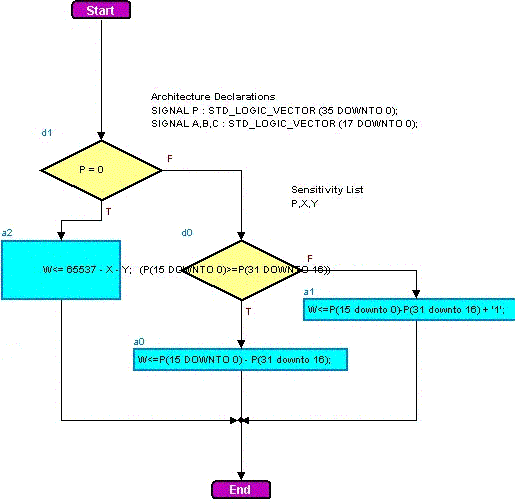 Start
Architecture Declarations
SIGNAL P : STD_LOGIC_VECTOR (35 DOWNTO 0);
SIGNAL A,B,C : STD_LOGIC_VECTOR (17 DOWNTO 0);
d1
P = 0
F
T
Sensitivity List
P,X,Y
a2
W<= 65537 - X - Y;
d0
(P(15 DOWNTO 0)>=P(31 DOWNTO 16))
F
T
a1
W<=P(15 downto 0)-P(31 downto 16) + '1';
a0
W<=P(15 DOWNTO 0) - P(31 downto 16);
End